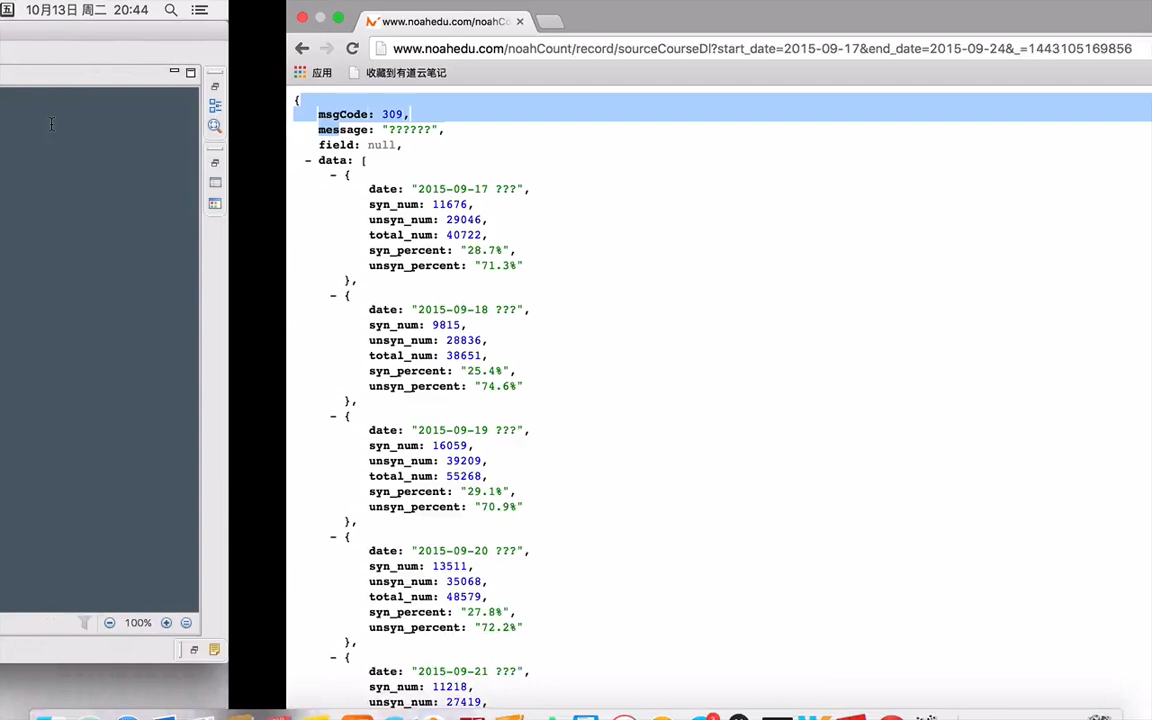 五 10月13日 周二 20:44
100%
www.noahedu.com/noahCo
www.noahedu.com/noahCount/record/sourceCourseDl?start_date=2015-09-17&end_date=2015-09-24&_=1443105169856
应用 收藏到有道云笔记
{
msgCode: 309,
message: "??????",
field: null,
- data: [
- {
date: "2015-09-17 ???",
syn_num: 11676,
unsyn_num: 29046,
total_num: 40722,
syn_percent: "28.7%",
unsyn_percent: "71.3%"
},
- {
date: "2015-09-18 ???",
syn_num: 9815,
unsyn_num: 28836,
total_num: 38651,
syn_percent: "25.4%",
unsyn_percent: "74.6%"
},
- {
date: "2015-09-19 ???",
syn_num: 16059,
unsyn_num: 39209,
total_num: 55268,
syn_percent: "29.1%",
unsyn_percent: "70.9%"
},
- {
date: "2015-09-20 ???",
syn_num: 13511,
unsyn_num: 35068,
total_num: 48579,
syn_percent: "27.8%",
unsyn_percent: "72.2%"
},
- {
date: "2015-09-21 ???",
syn_num: 11218,
unsyn_num: 27419,